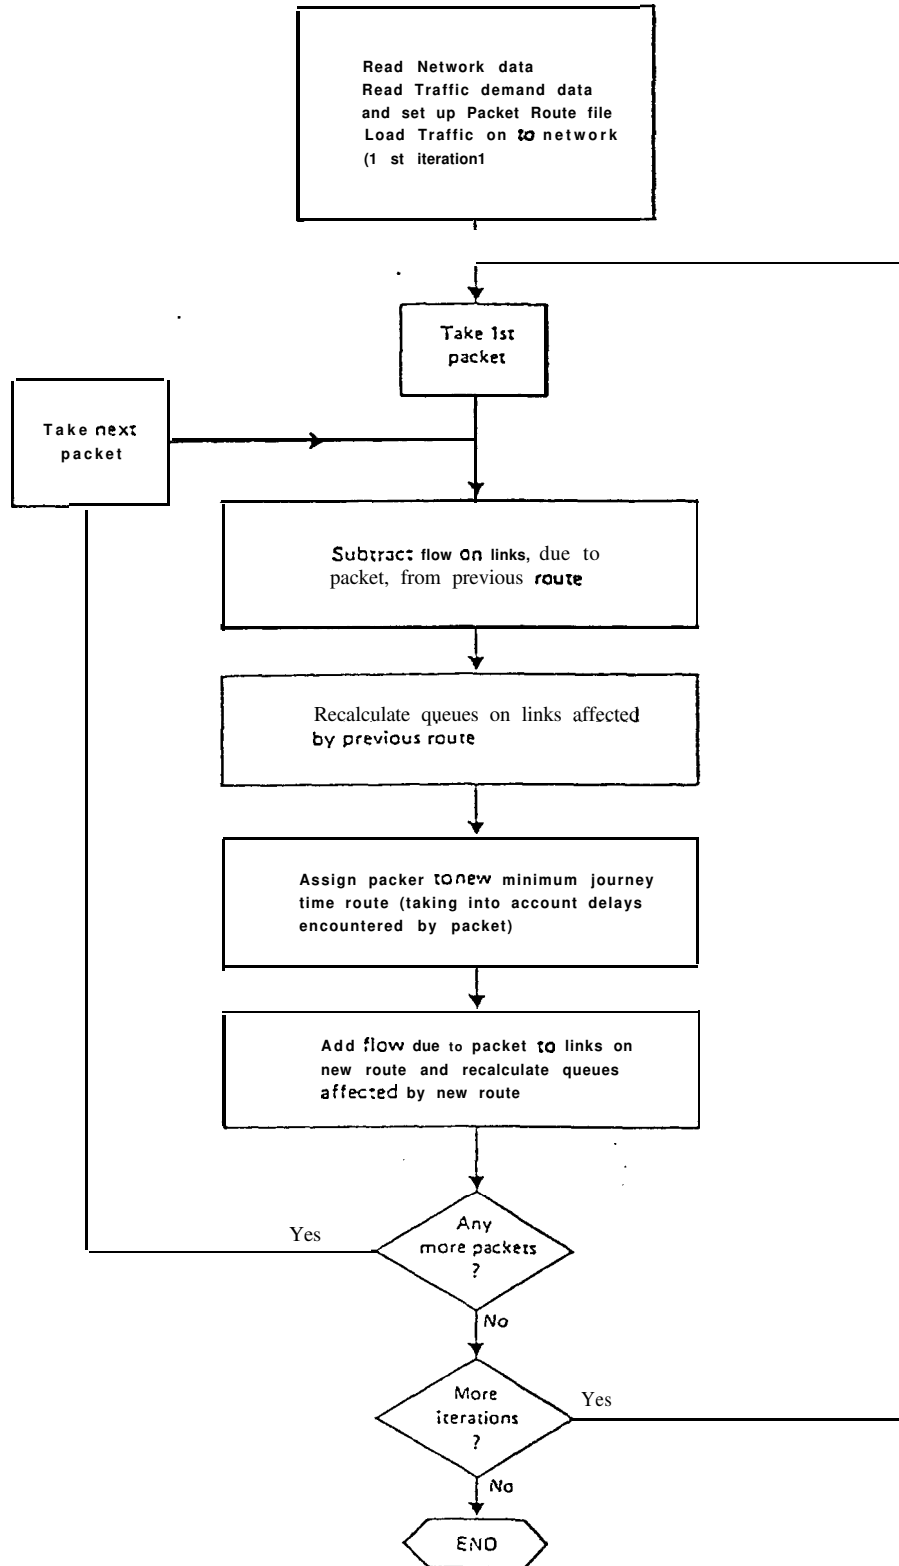 Read Network data
Read Traffic demand data
and set up Packet Route file
Load Traffic on to network
(1 st iteration1
Take 1st
packet
Take next
packet
Subtract flow on links, due to
packet, from previous route
Recalculate queues on links affected
by previous route
Assign packer to new minimum journey
time route (taking into account delays
encountered by packet)
Add flow due to packet to links on
new route and recalculate queues
affected by new route
Any
more packets
?
Yes
No
More
iterations
?
Yes
No
END